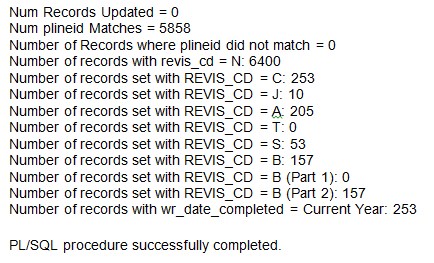 Num Records Updated = 0
Num plineid Matches = 5858
Number of Records where plineid did not match = 0
Number of records with revis_cd = N: 6400
Number of records set with REVIS_CD = C: 253
Number of records set with REVIS_CD = J: 10
Number of records set with REVIS_CD = A: 205
Number of records set with REVIS_CD = T: 0
Number of records set with REVIS_CD = S: 53
Number of records set with REVIS_CD = B: 157
Number of records set with REVIS_CD = B (Part 1): 0
Number of records set with REVIS_CD = B (Part 2): 157
Number of records with wr_date_completed = Current Year: 253
PL/SQL procedure successfully completed.